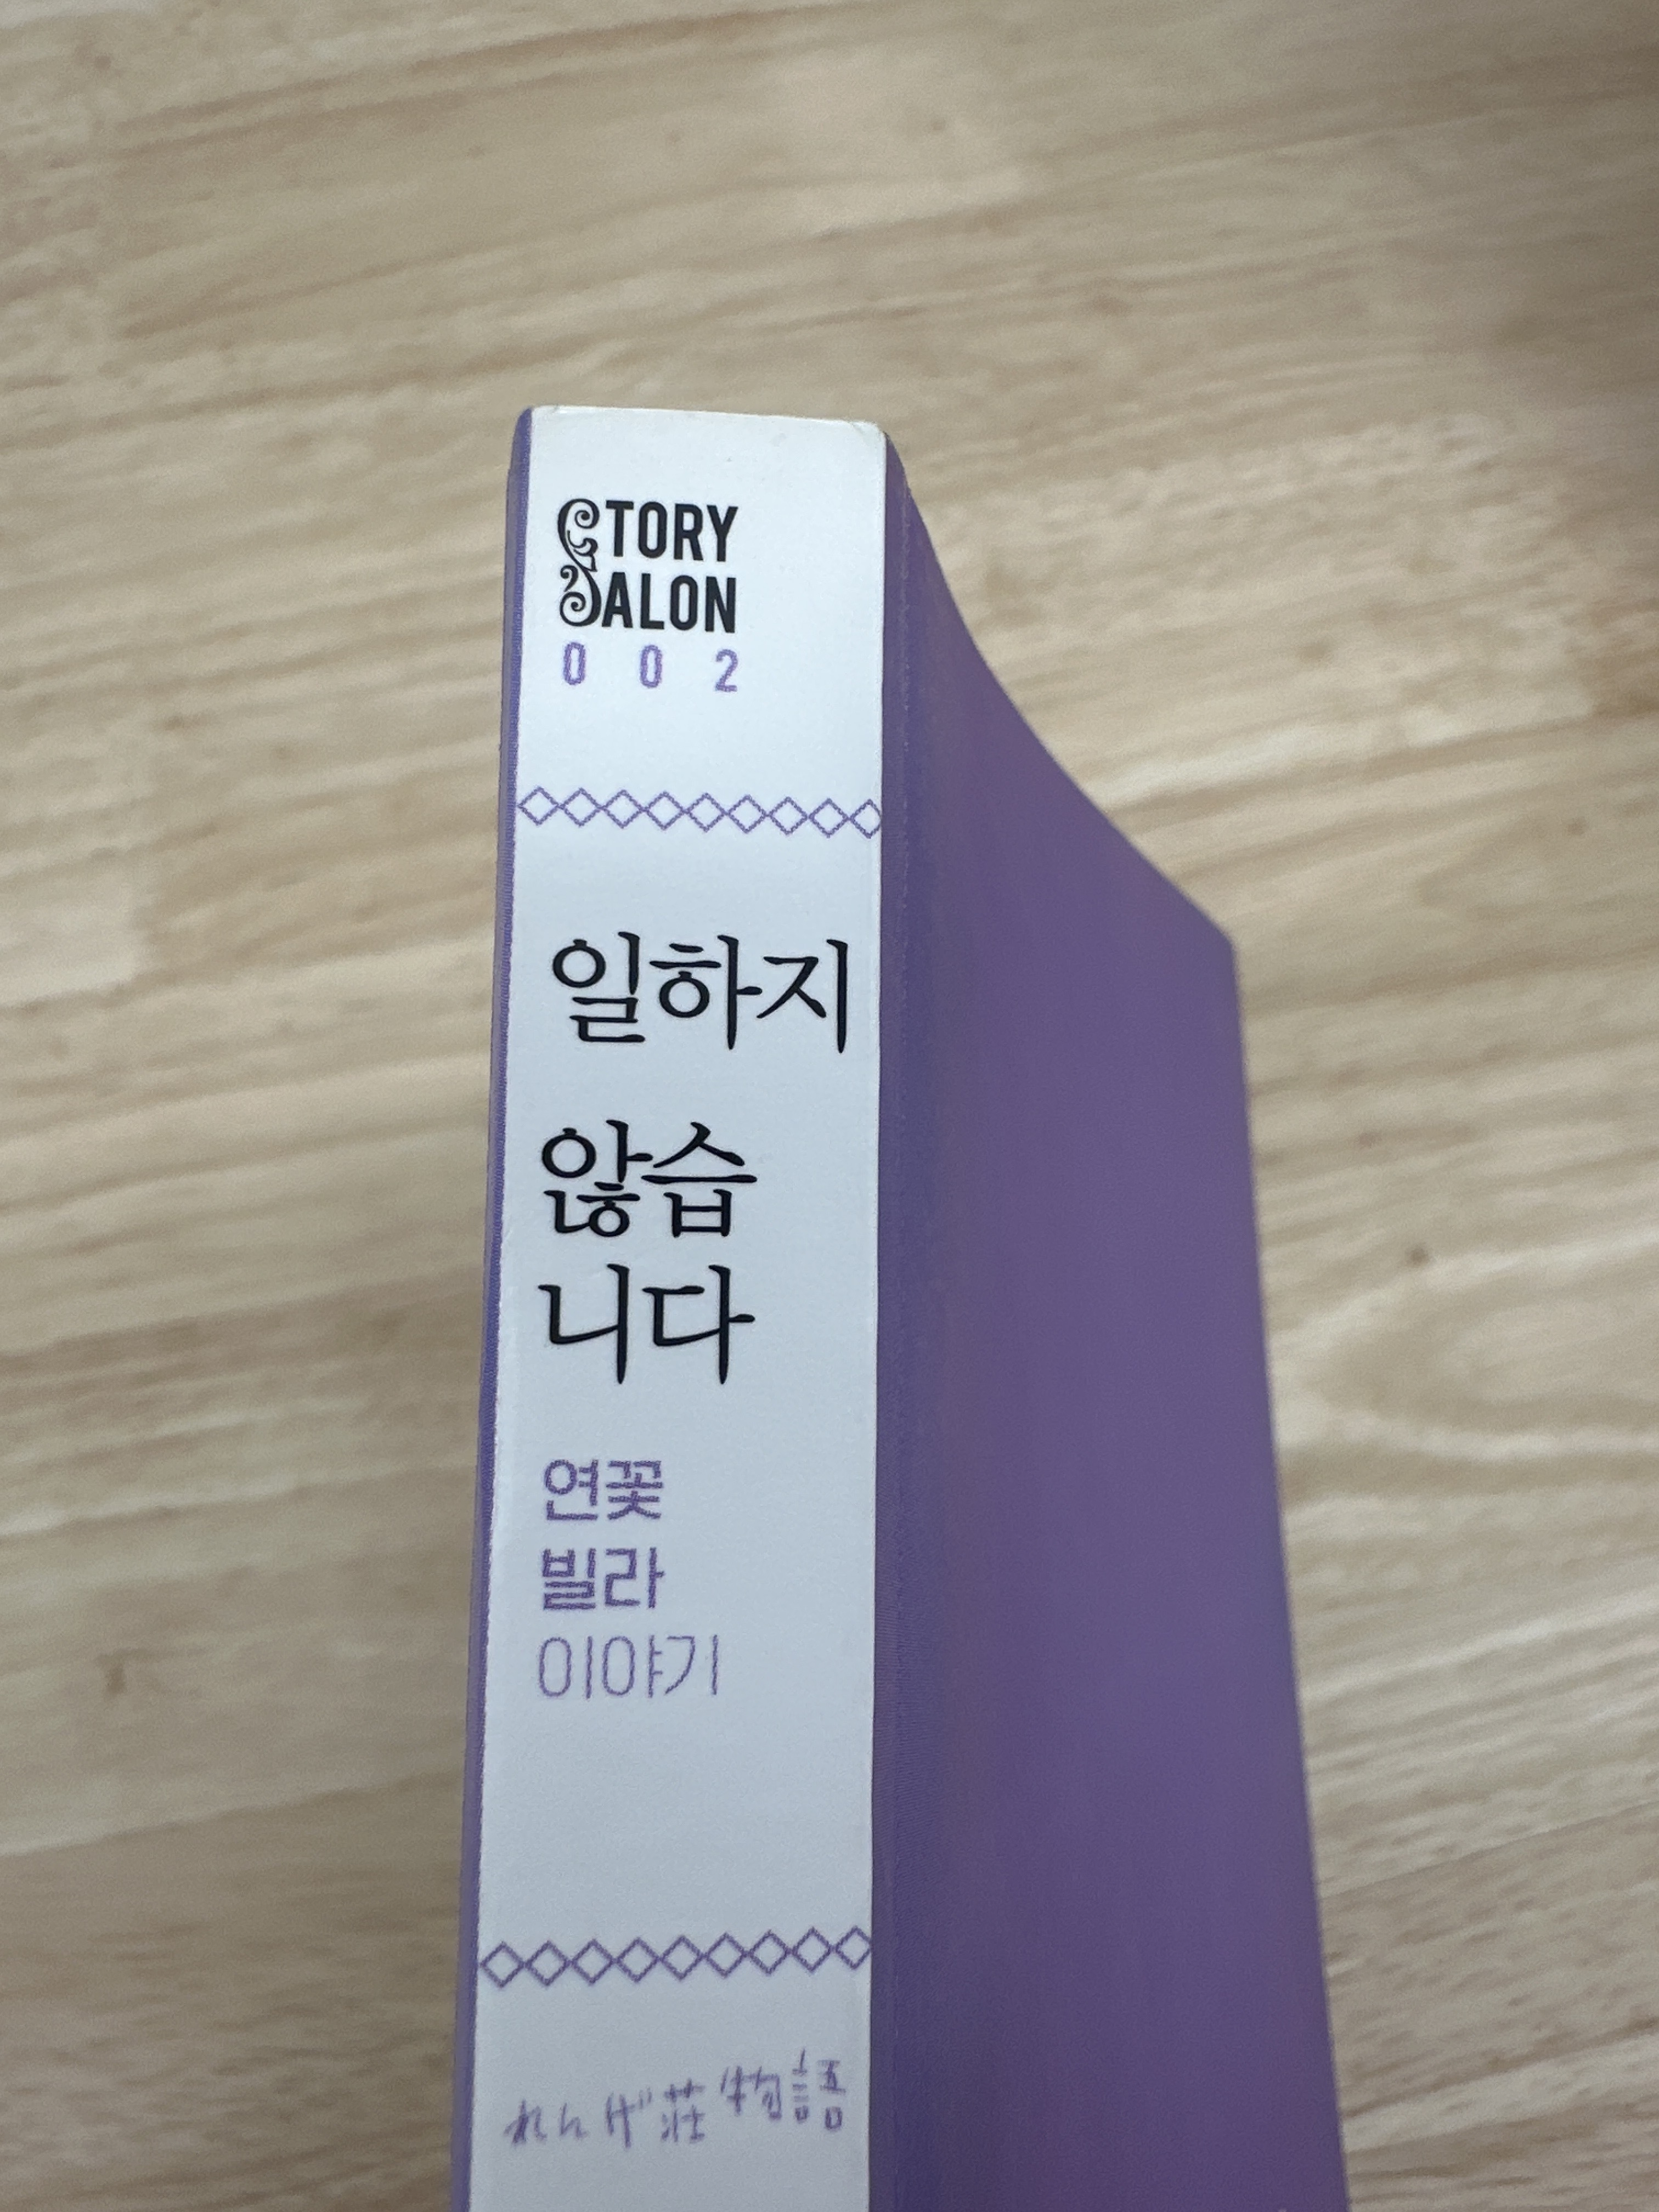 STORY
SALON
002
일하지
않습
니다
연꽃
빌라
이야기
れんげ荘物語